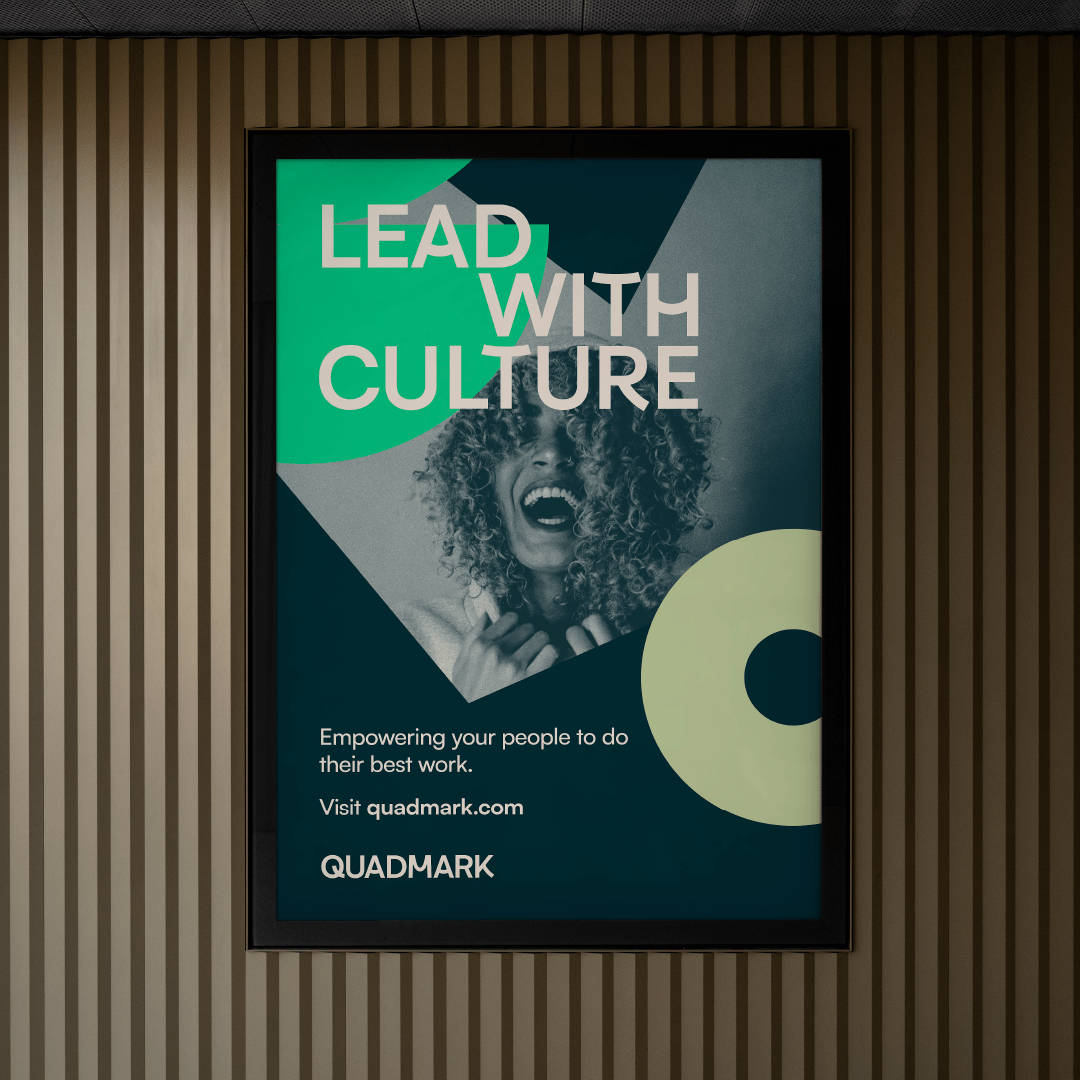 LEAD
WITH
CULTURE
Empowering your people to do
their best work.
Visit quadmark.com
QUADMARK